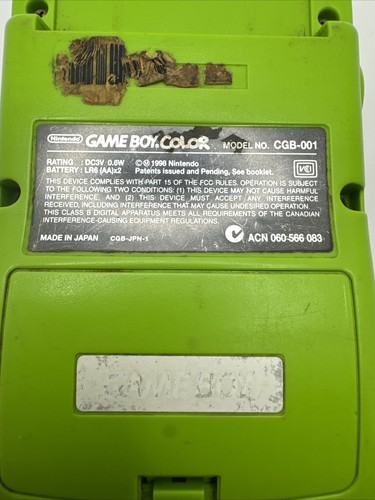 Nintendo GAME BOY COLOR MODEL NO. CGB-001
RATING : DC3V 0.6W © Ⓜ 1998 Nintendo
BATTERY : LR6 (AA)x2 Patents issued and Pending, See booklet.
THIS DEVICE COMPLIES WITH PART 15 OF THE FCC RULES. OPERATION IS SUBJECT
TO THE FOLLOWING TWO CONDITIONS: (1) THIS DEVICE MAY NOT CAUSE HARMFUL
INTERFERENCE, AND (2) THIS DEVICE MUST ACCEPT ANY INTERFERENCE
RECEIVED, INCLUDING INTERFERENCE THAT MAY CAUSE UNDESIRED OPERATION.
THIS CLASS B DIGITAL APPARATUS MEETS ALL REQUIREMENTS OF THE CANADIAN
INTERFERENCE-CAUSING EQUIPMENT REGULATIONS.
MADE IN JAPAN CGB-JPN-1 ACN 060 566 083
GAME BOY